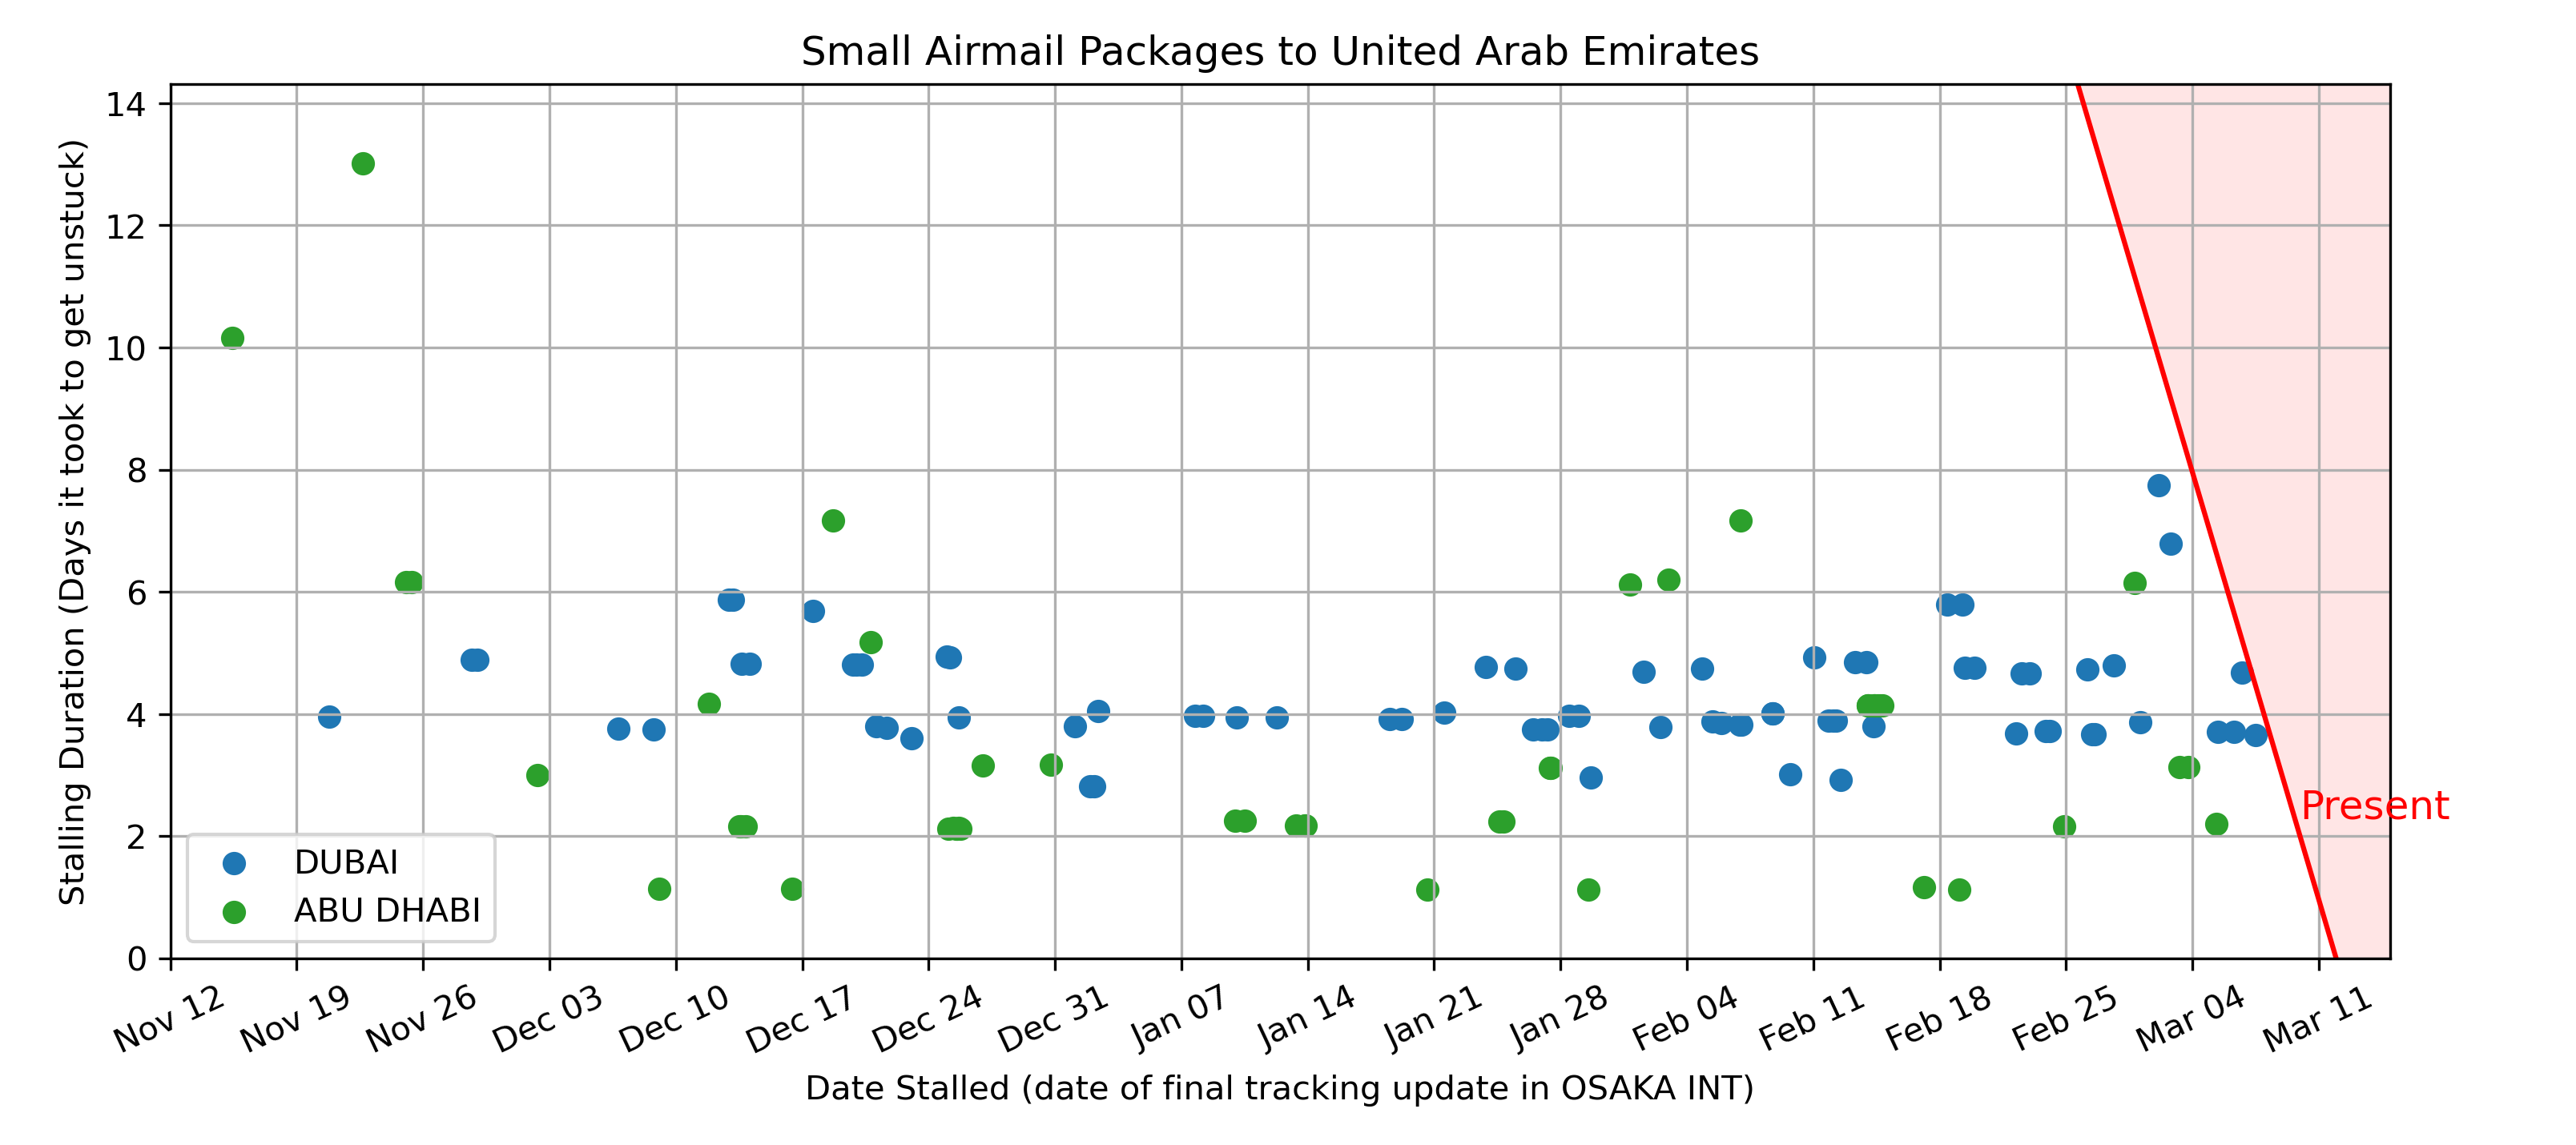 Small Airmail Packages to United Arab Emirates
Stalling Duration (Days it took to get unstuck)
14
12
10
8
6
4
2
0
Present
DUBAI
ABU DHABI
Nov 12
Nov 19
Nov 26
Dec 03
Dec 10
Dec 17
Dec 24
Dec 31
Jan 07
Jan 14
Jan 21
Jan 28
Feb 04
Feb 11
Feb 18
Feb 25
Mar 04
Mar 11
Date Stalled (date of final tracking update in OSAKA INT)